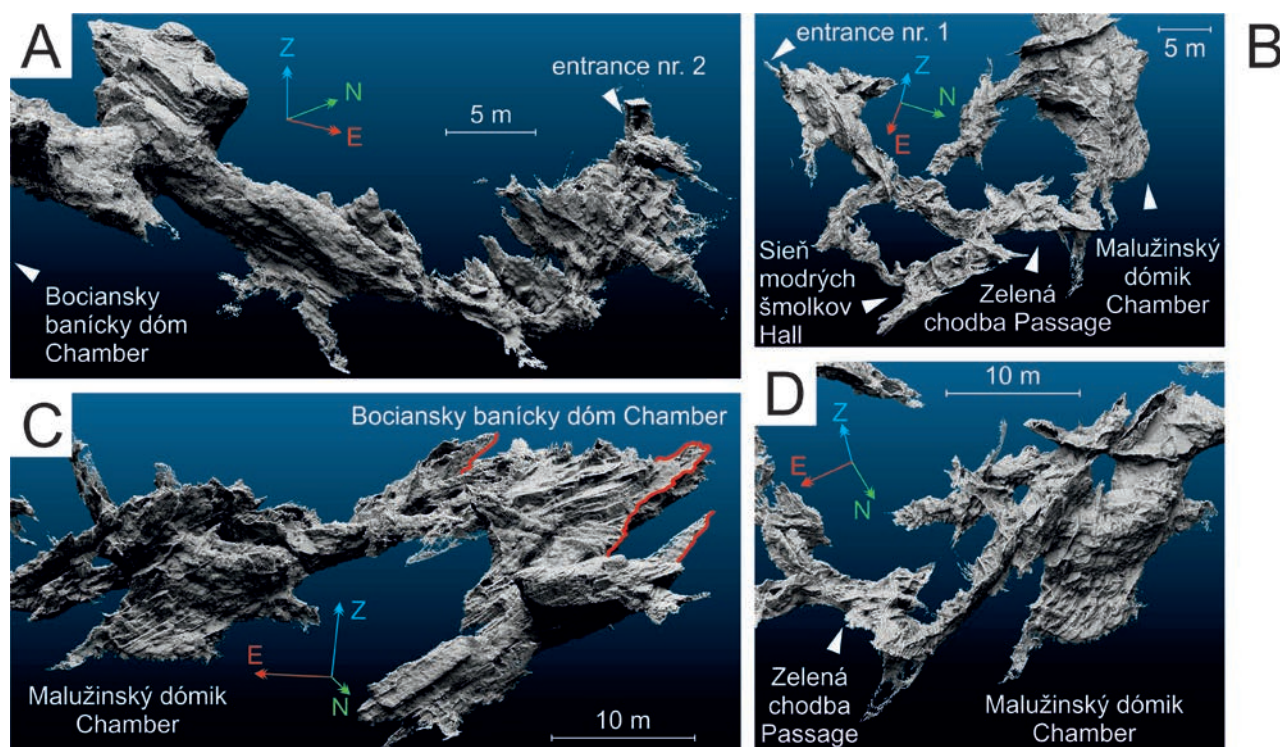 A
Z
N
E
5 m
entrance nr. 2
Bociansky
banícky dóm
Chamber
B
entrance nr. 1
Z
N
E
5 m
Sieň
modrých
šmolkov
Hall
Zelená
chodba Passage
Malužinský
dómik
Chamber
C
Bociansky banícky dóm Chamber
Z
E
N
Malužinský dómik
Chamber
10 m
D
Z
E
N
10 m
Zelená
chodba
Passage
Malužinský dómik
Chamber